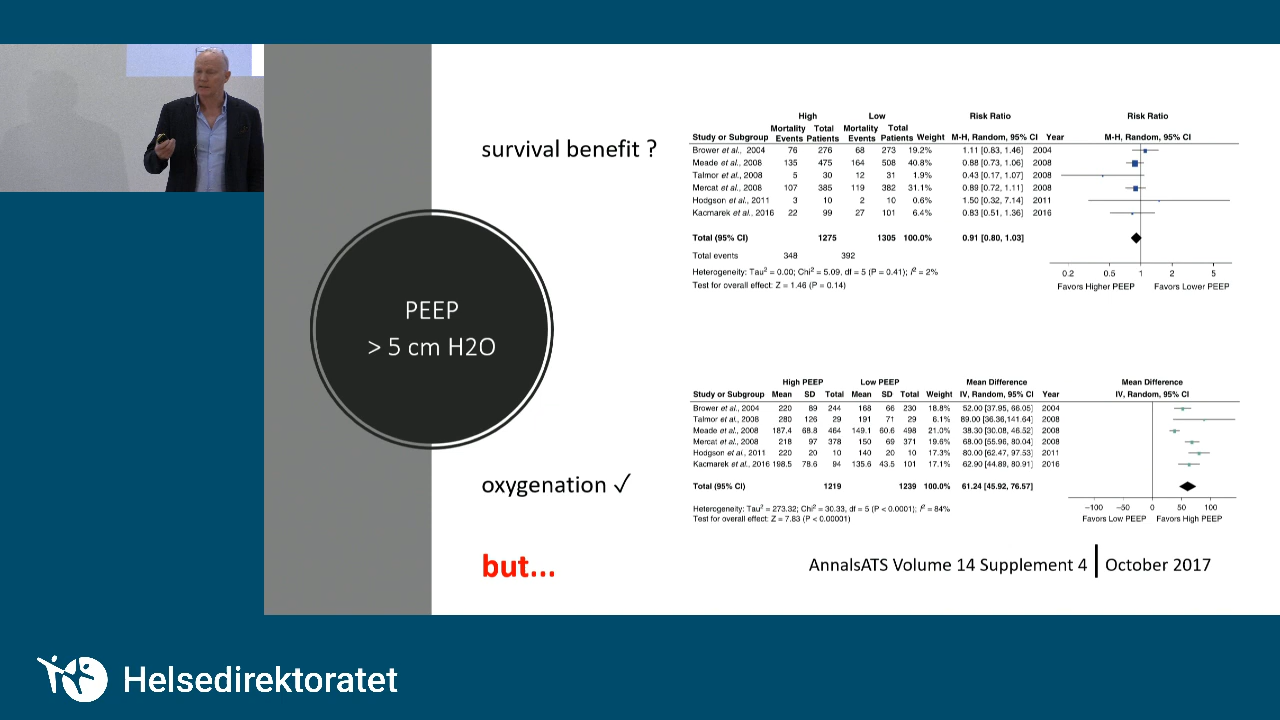 survival benefit ?
High Low Risk Ratio Risk Ratio
Mortality Total Mortality Total
Study or Subgroup Events Patients Events Patients Weight M-H, Random, 95% CI Year M-H, Random, 95% CI
Brower et al., 2004 76 276 68 273 19.2% 1.11 [0.83, 1.46] 2004
Meade et al., 2008 135 475 164 508 40.8% 0.88 [0.73, 1.06] 2008
Talmor et al., 2008 5 30 12 31 1.9% 0.43 [0.17, 1.07] 2008
Mercat et al., 2008 107 385 119 382 31.1% 0.89 [0.72, 1.11] 2008
Hodgson et al., 2011 3 10 2 10 0.6% 1.50 [0.32, 7.14] 2011
Kacmarek et al., 2016 22 99 27 101 6.4% 0.83 [0.51, 1.36] 2016
Total (95% CI) 1275 1305 100.0% 0.91 [0.80, 1.03]
Total events 348 392
Heterogeneity: Tau² = 0.00; Chi² = 5.09, df = 5 (P = 0.41); I² = 2%
Test for overall effect: Z = 1.46 (P = 0.14)
0.2 0.5 1 2 5
Favors Higher PEEP Favors Lower PEEP
PEEP
> 5 cm H2O
High PEEP Low PEEP Mean Difference Mean Difference
Study or Subgroup Mean SD Total Mean SD Total Weight IV, Random, 95% CI Year IV, Random, 95% CI
Brower et al., 2004 220 89 244 168 66 230 18.8% 52.00 [37.95, 66.05] 2004
Talmor et al., 2008 280 126 29 191 71 29 6.1% 89.00 [36.36,141.64] 2008
Meade et al., 2008 187.4 68.8 464 149.1 60.6 498 21.0% 38.30 [30.08, 46.52] 2008
Mercat et al., 2008 218 97 378 150 69 371 19.6% 68.00 [55.96, 80.04] 2008
Hodgson et al., 2011 220 20 10 140 20 10 17.3% 80.00 [62.47, 97.53] 2011
Kacmarek et al., 2016 198.5 78.6 94 135.6 43.5 101 17.1% 62.90 [44.89, 80.91] 2016
Total (95% CI) 1219 1239 100.0% 61.24 [45.92, 76.57]
Heterogeneity: Tau² = 273.32; Chi² = 30.33, df = 5 (P < 0.0001); I² = 84%
Test for overall effect: Z = 7.83 (P < 0.00001)
−100 −50 0 50 100
Favors Low PEEP Favors High PEEP
oxygenation ✓
but...
AnnalsATS Volume 14 Supplement 4 | October 2017
Helsedirektoratet